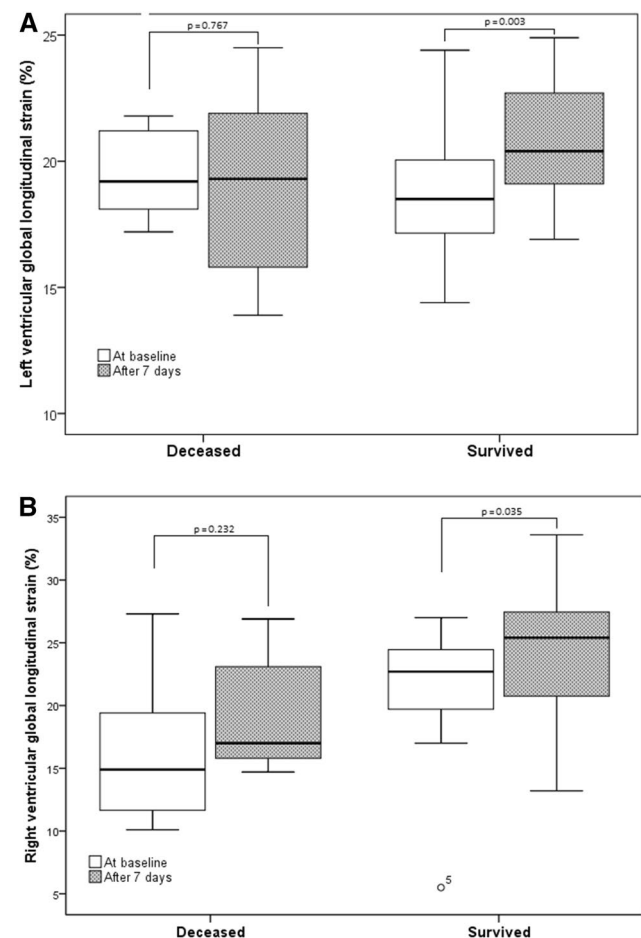 A
p = 0.767
p = 0.003
25
20
15
10
Left ventricular global longitudinal strain (%)
At baseline
After 7 days
Deceased
Survived
B
p = 0.232
p = 0.035
35
30
25
20
15
10
5
Right ventricular global longitudinal strain (%)
5
At baseline
After 7 days
Deceased
Survived